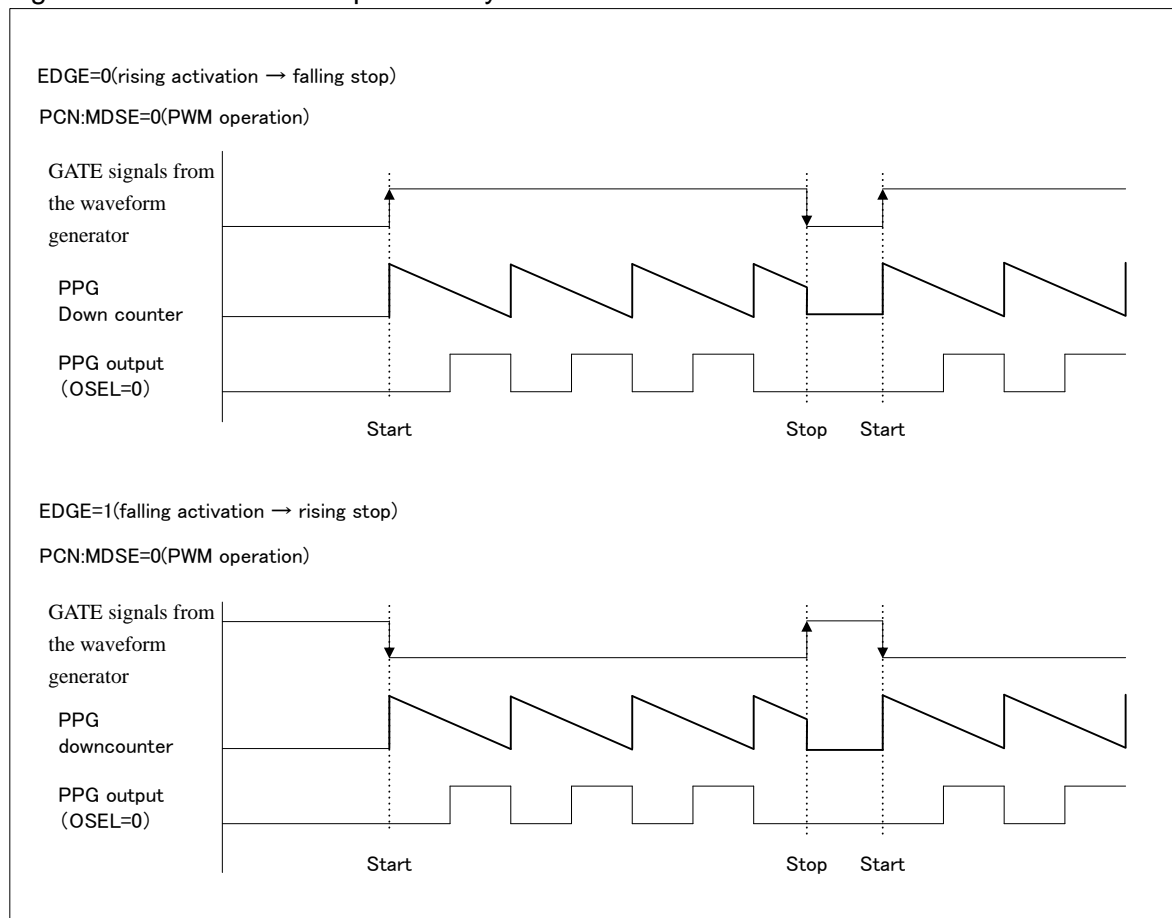 EDGE=0(rising activation → falling stop)
PCN:MDSE=0(PWM operation)
GATE signals from
the waveform
generator
PPG
Down counter
PPG output
(OSEL=0)
Start
Stop
Start
EDGE=1(falling activation → rising stop)
PCN:MDSE=0(PWM operation)
GATE signals from
the waveform
generator
PPG
downcounter
PPG output
(OSEL=0)
Start
Stop
Start